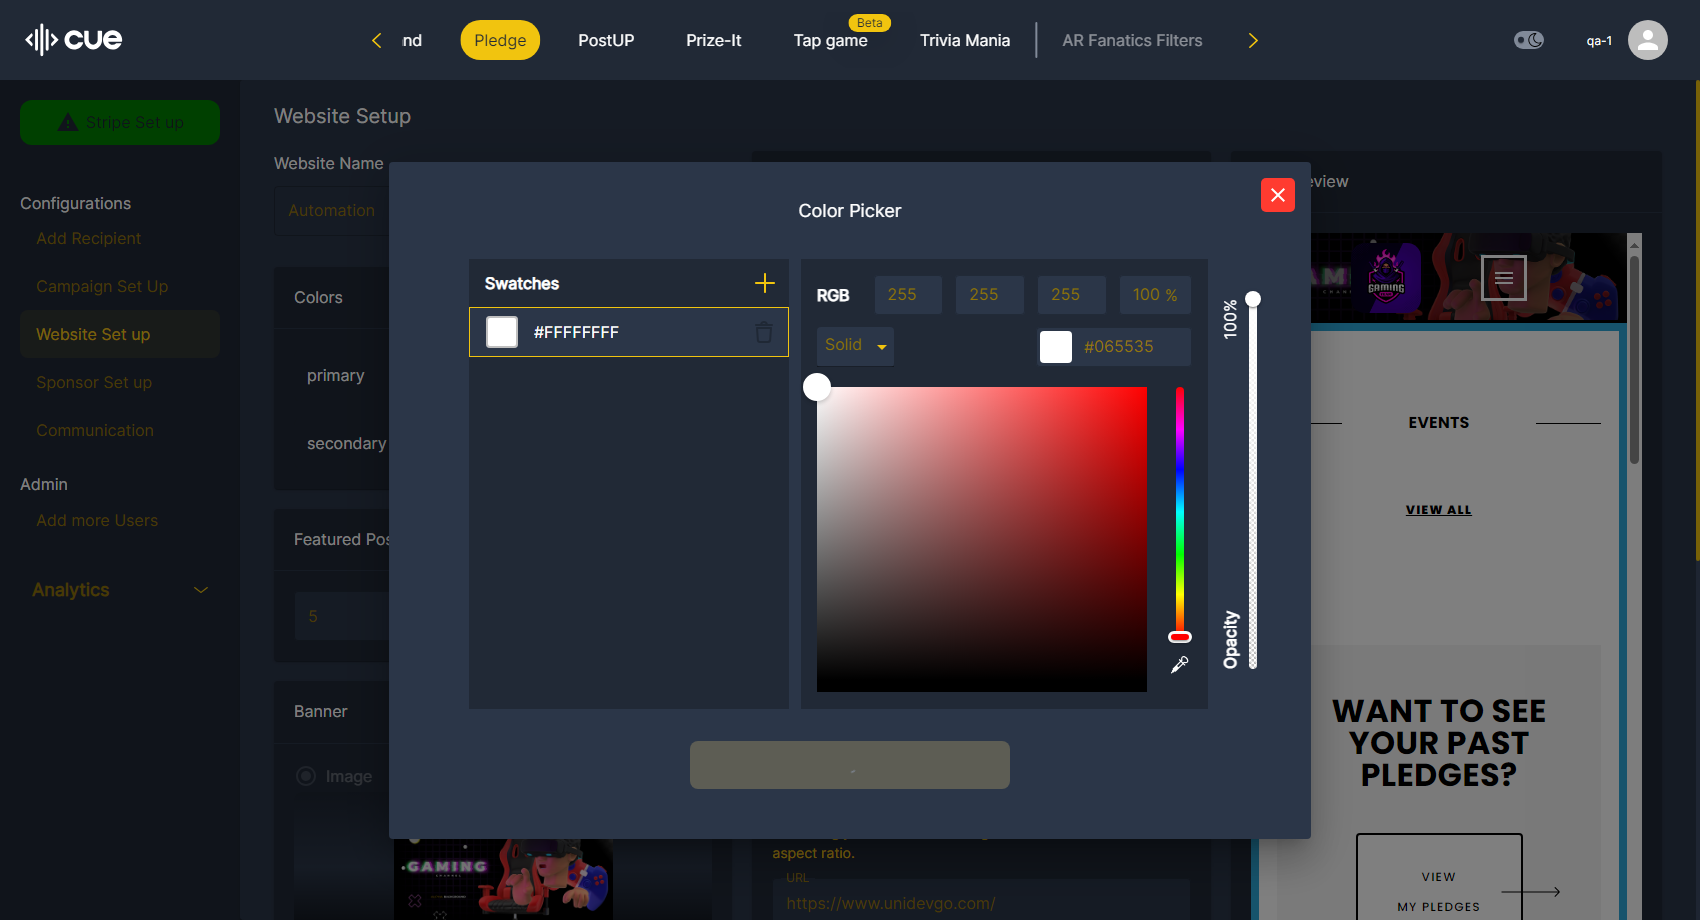 cue
nd
Pledge
PostUP
Prize-It
Tap game
Beta
Trivia Mania
AR Fanatics Filters
qa-1
Stripe Set up
Configurations
Add Recipient
Campaign Set Up
Website Set up
Sponsor Set up
Communication
Admin
Add more Users
Analytics
Website Setup
Website Name
Automation
Colors
primary
secondary
Featured Pos
5
Banner
Image
GAMING
Color Picker
Swatches
#FFFFFFFF
RGB
255
255
255
100 %
Solid
#065535
100%
Opacity
aspect ratio.
URL
https://www.unidevgo.com/
eview
GAMING
EVENTS
VIEW ALL
WANT TO SEE
YOUR PAST
PLEDGES?
VIEW
MY PLEDGES